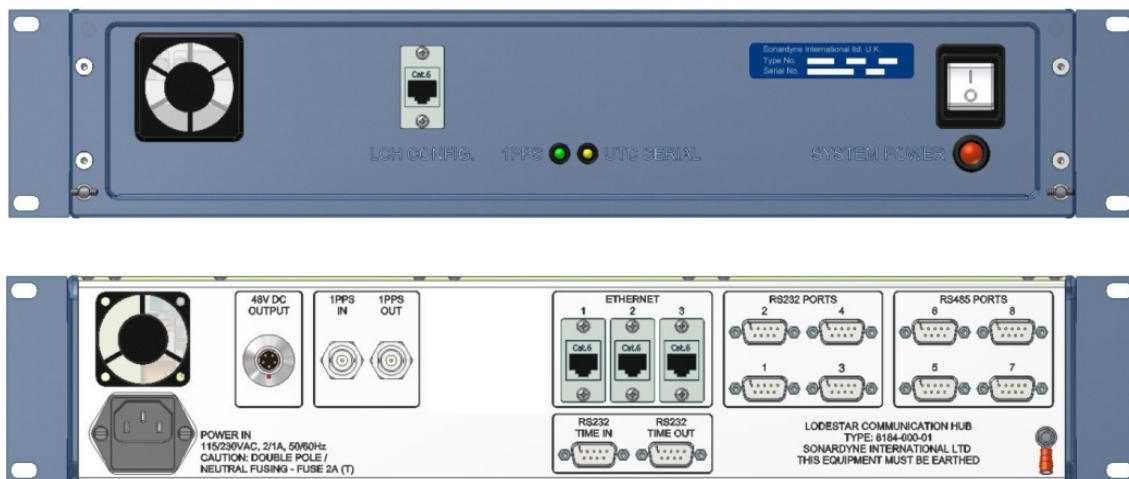 Sonardyne International ltd. U.K.
Type No.
Serial No.
Cat.6
LCH CONFIG.
1PPS
UTC SERIAL
SYSTEM POWER
48V DC
OUTPUT
1PPS
IN
1PPS
OUT
ETHERNET
1 2 3
Cat.6 Cat.6 Cat.6
RS232 PORTS
2 4
1 3
RS485 PORTS
6 8
5 7
RS232
TIME IN
RS232
TIME OUT
POWER IN
115/230VAC, 2/1A, 50/60Hz
CAUTION: DOUBLE POLE /
NEUTRAL FUSING - FUSE 2A (T)
LODESTAR COMMUNICATION HUB
TYPE: 8184-000-01
SONARDYNE INTERNATIONAL LTD
THIS EQUIPMENT MUST BE EARTHED